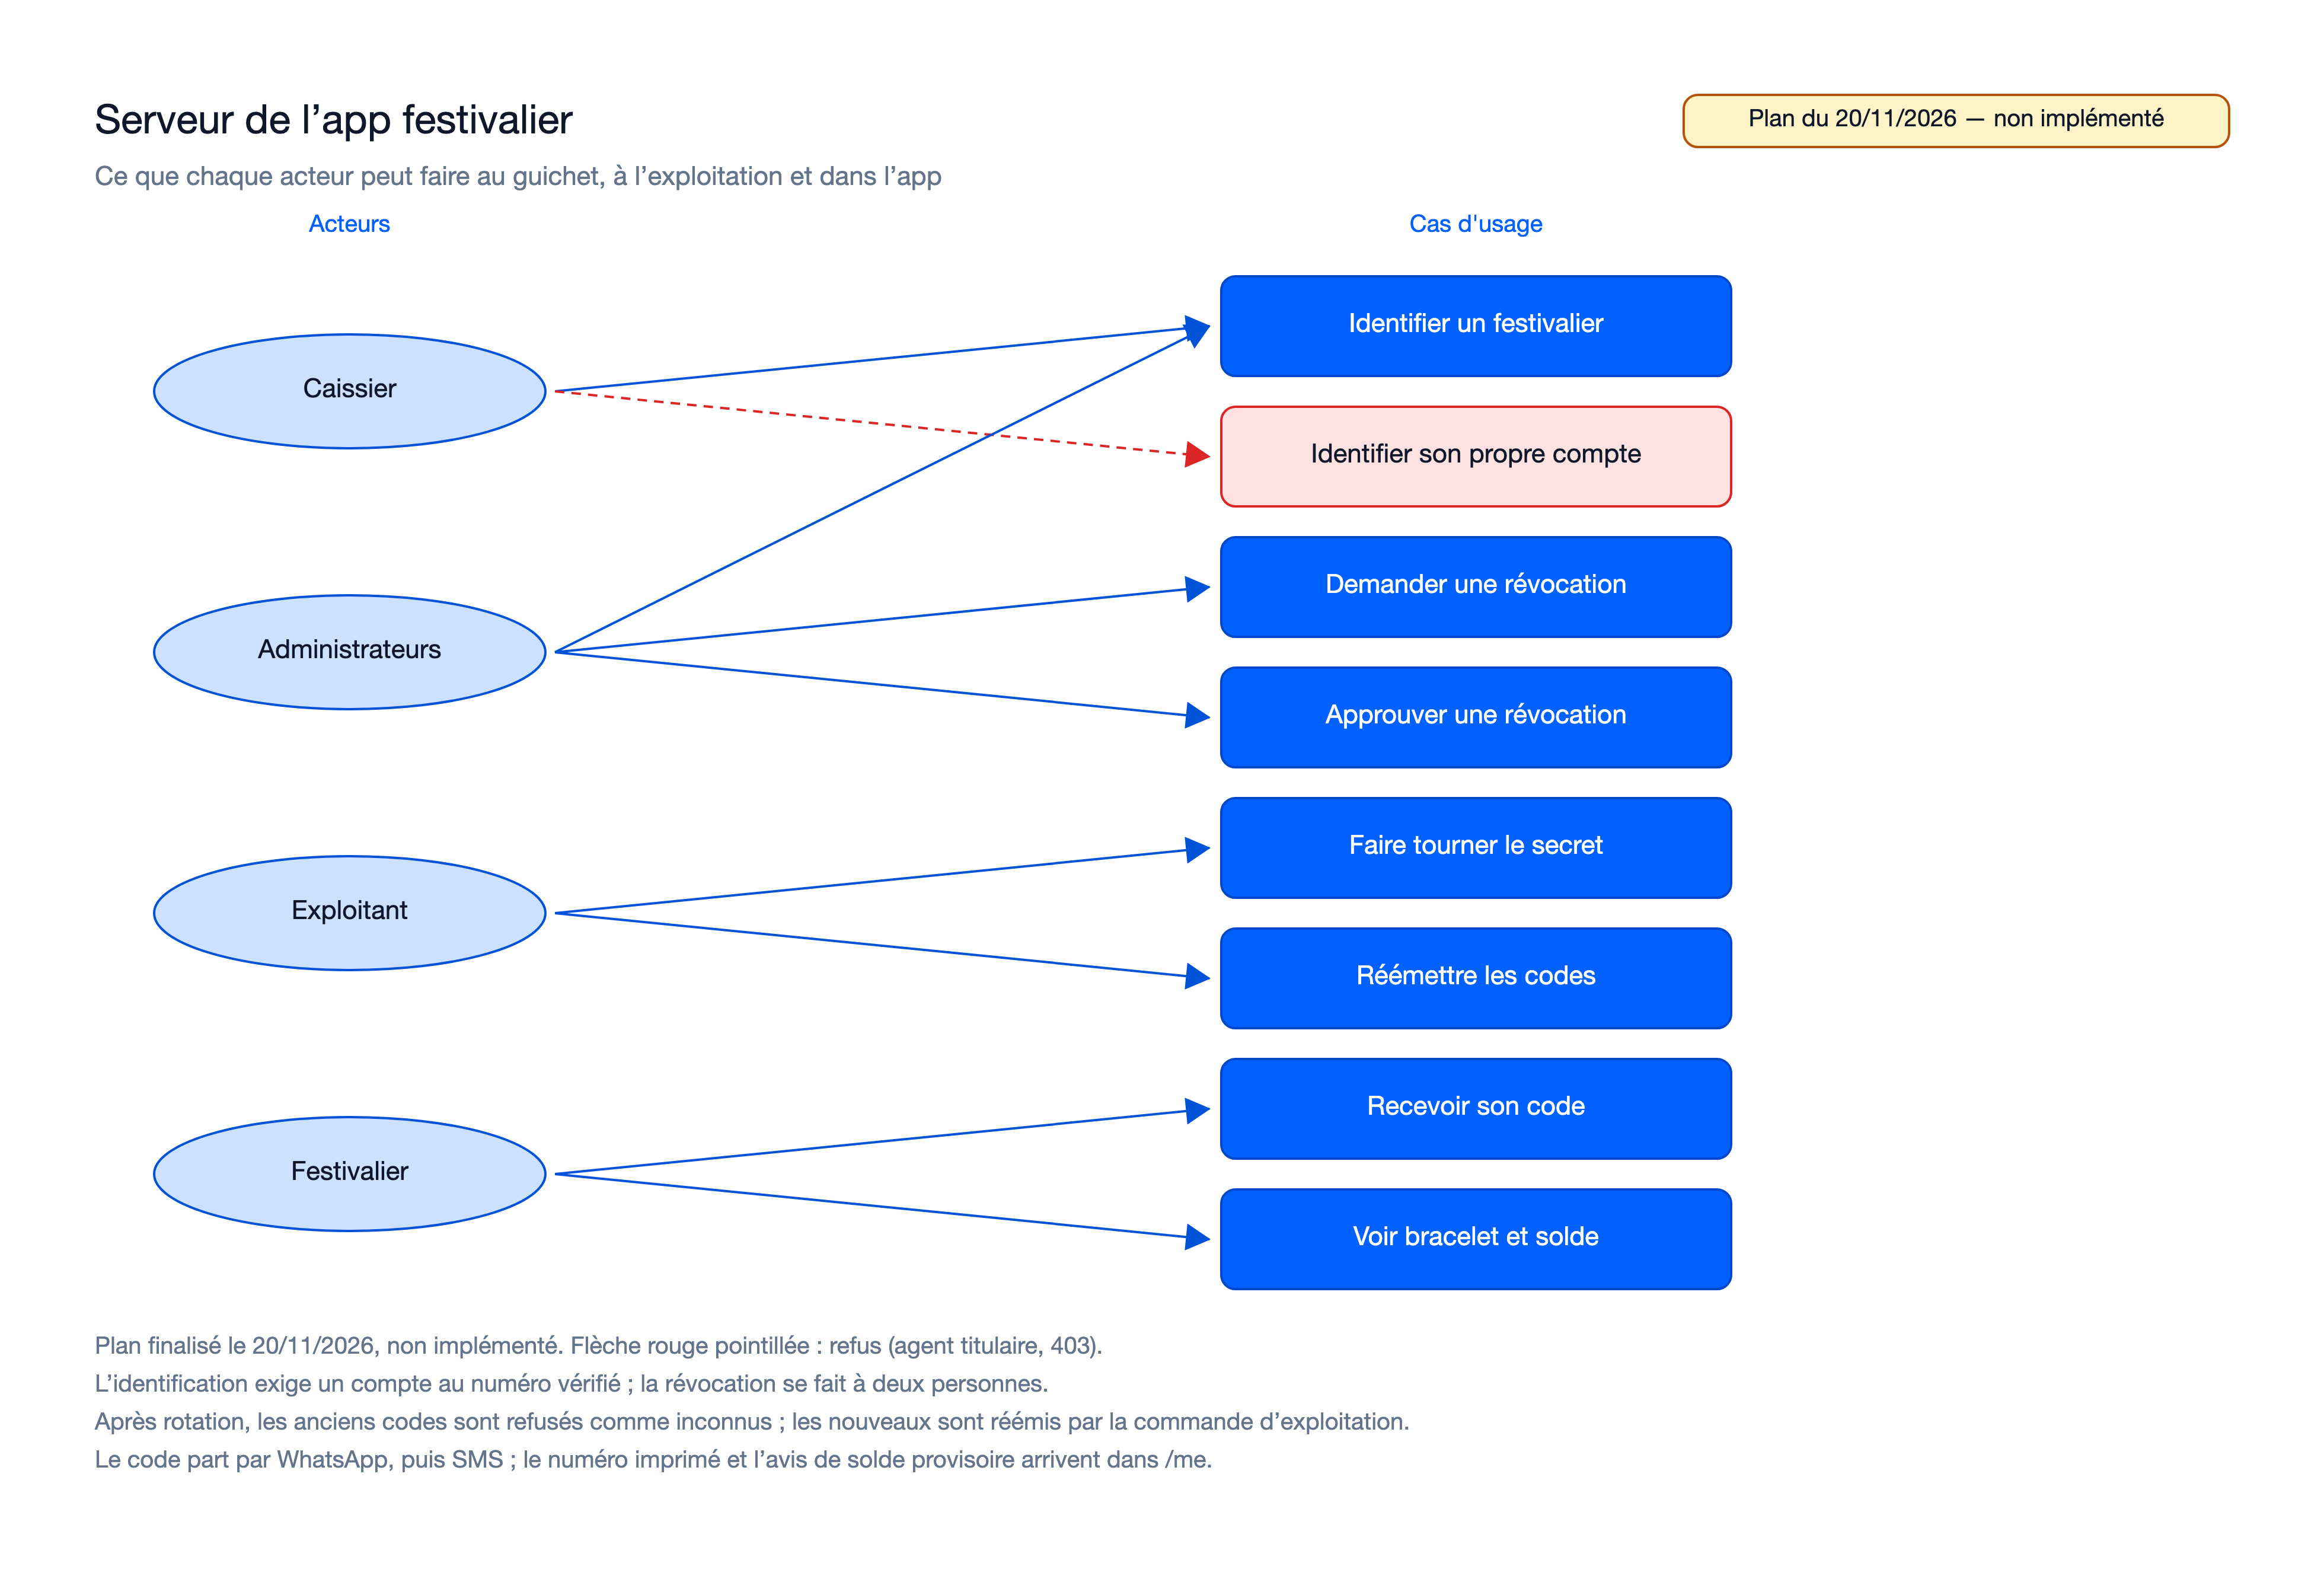 Serveur de l’app festivalier
Plan du 20/11/2026 — non implémenté
Ce que chaque acteur peut faire au guichet, à l’exploitation et dans l’app
Acteurs
Cas d'usage
Identifier un festivalier
Caissier
Identifier son propre compte
Demander une révocation
Administrateurs
Approuver une révocation
Faire tourner le secret
Exploitant
Réémettre les codes
Recevoir son code
Festivalier
Voir bracelet et solde
Plan finalisé le 20/11/2026, non implémenté. Flèche rouge pointillée : refus (agent titulaire, 403).
L’identification exige un compte au numéro vérifié ; la révocation se fait à deux personnes.
Après rotation, les anciens codes sont refusés comme inconnus ; les nouveaux sont réémis par la commande d’exploitation.
Le code part par WhatsApp, puis SMS ; le numéro imprimé et l’avis de solde provisoire arrivent dans /me.